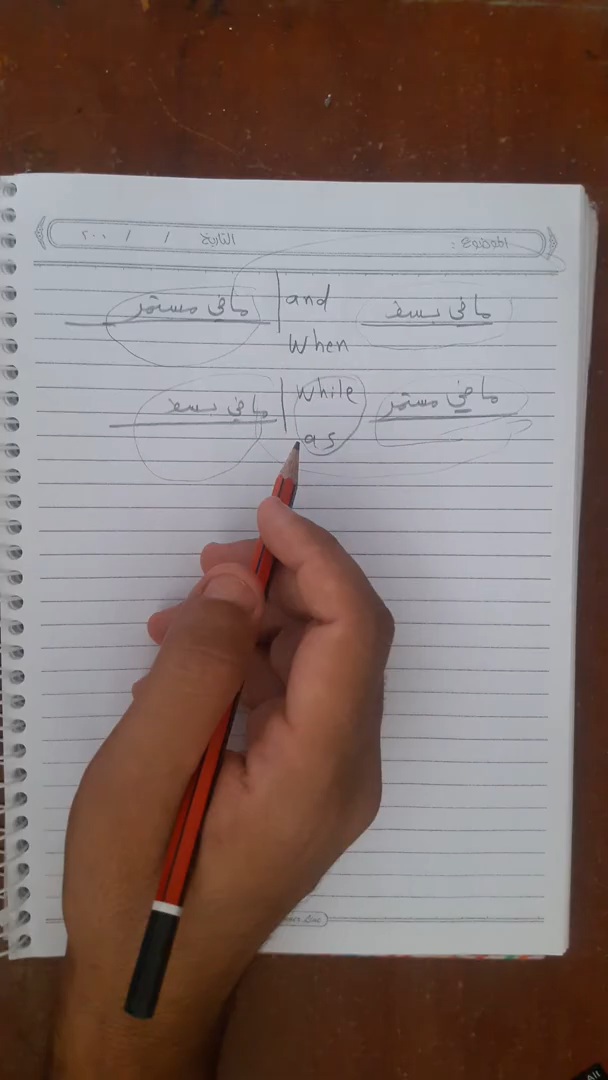 الموضوع : التاريخ / / ٢٠٠
ماضي مستمر | and ماضي بسيط
When
ماضي بسيط | while ماضي مستمر
as